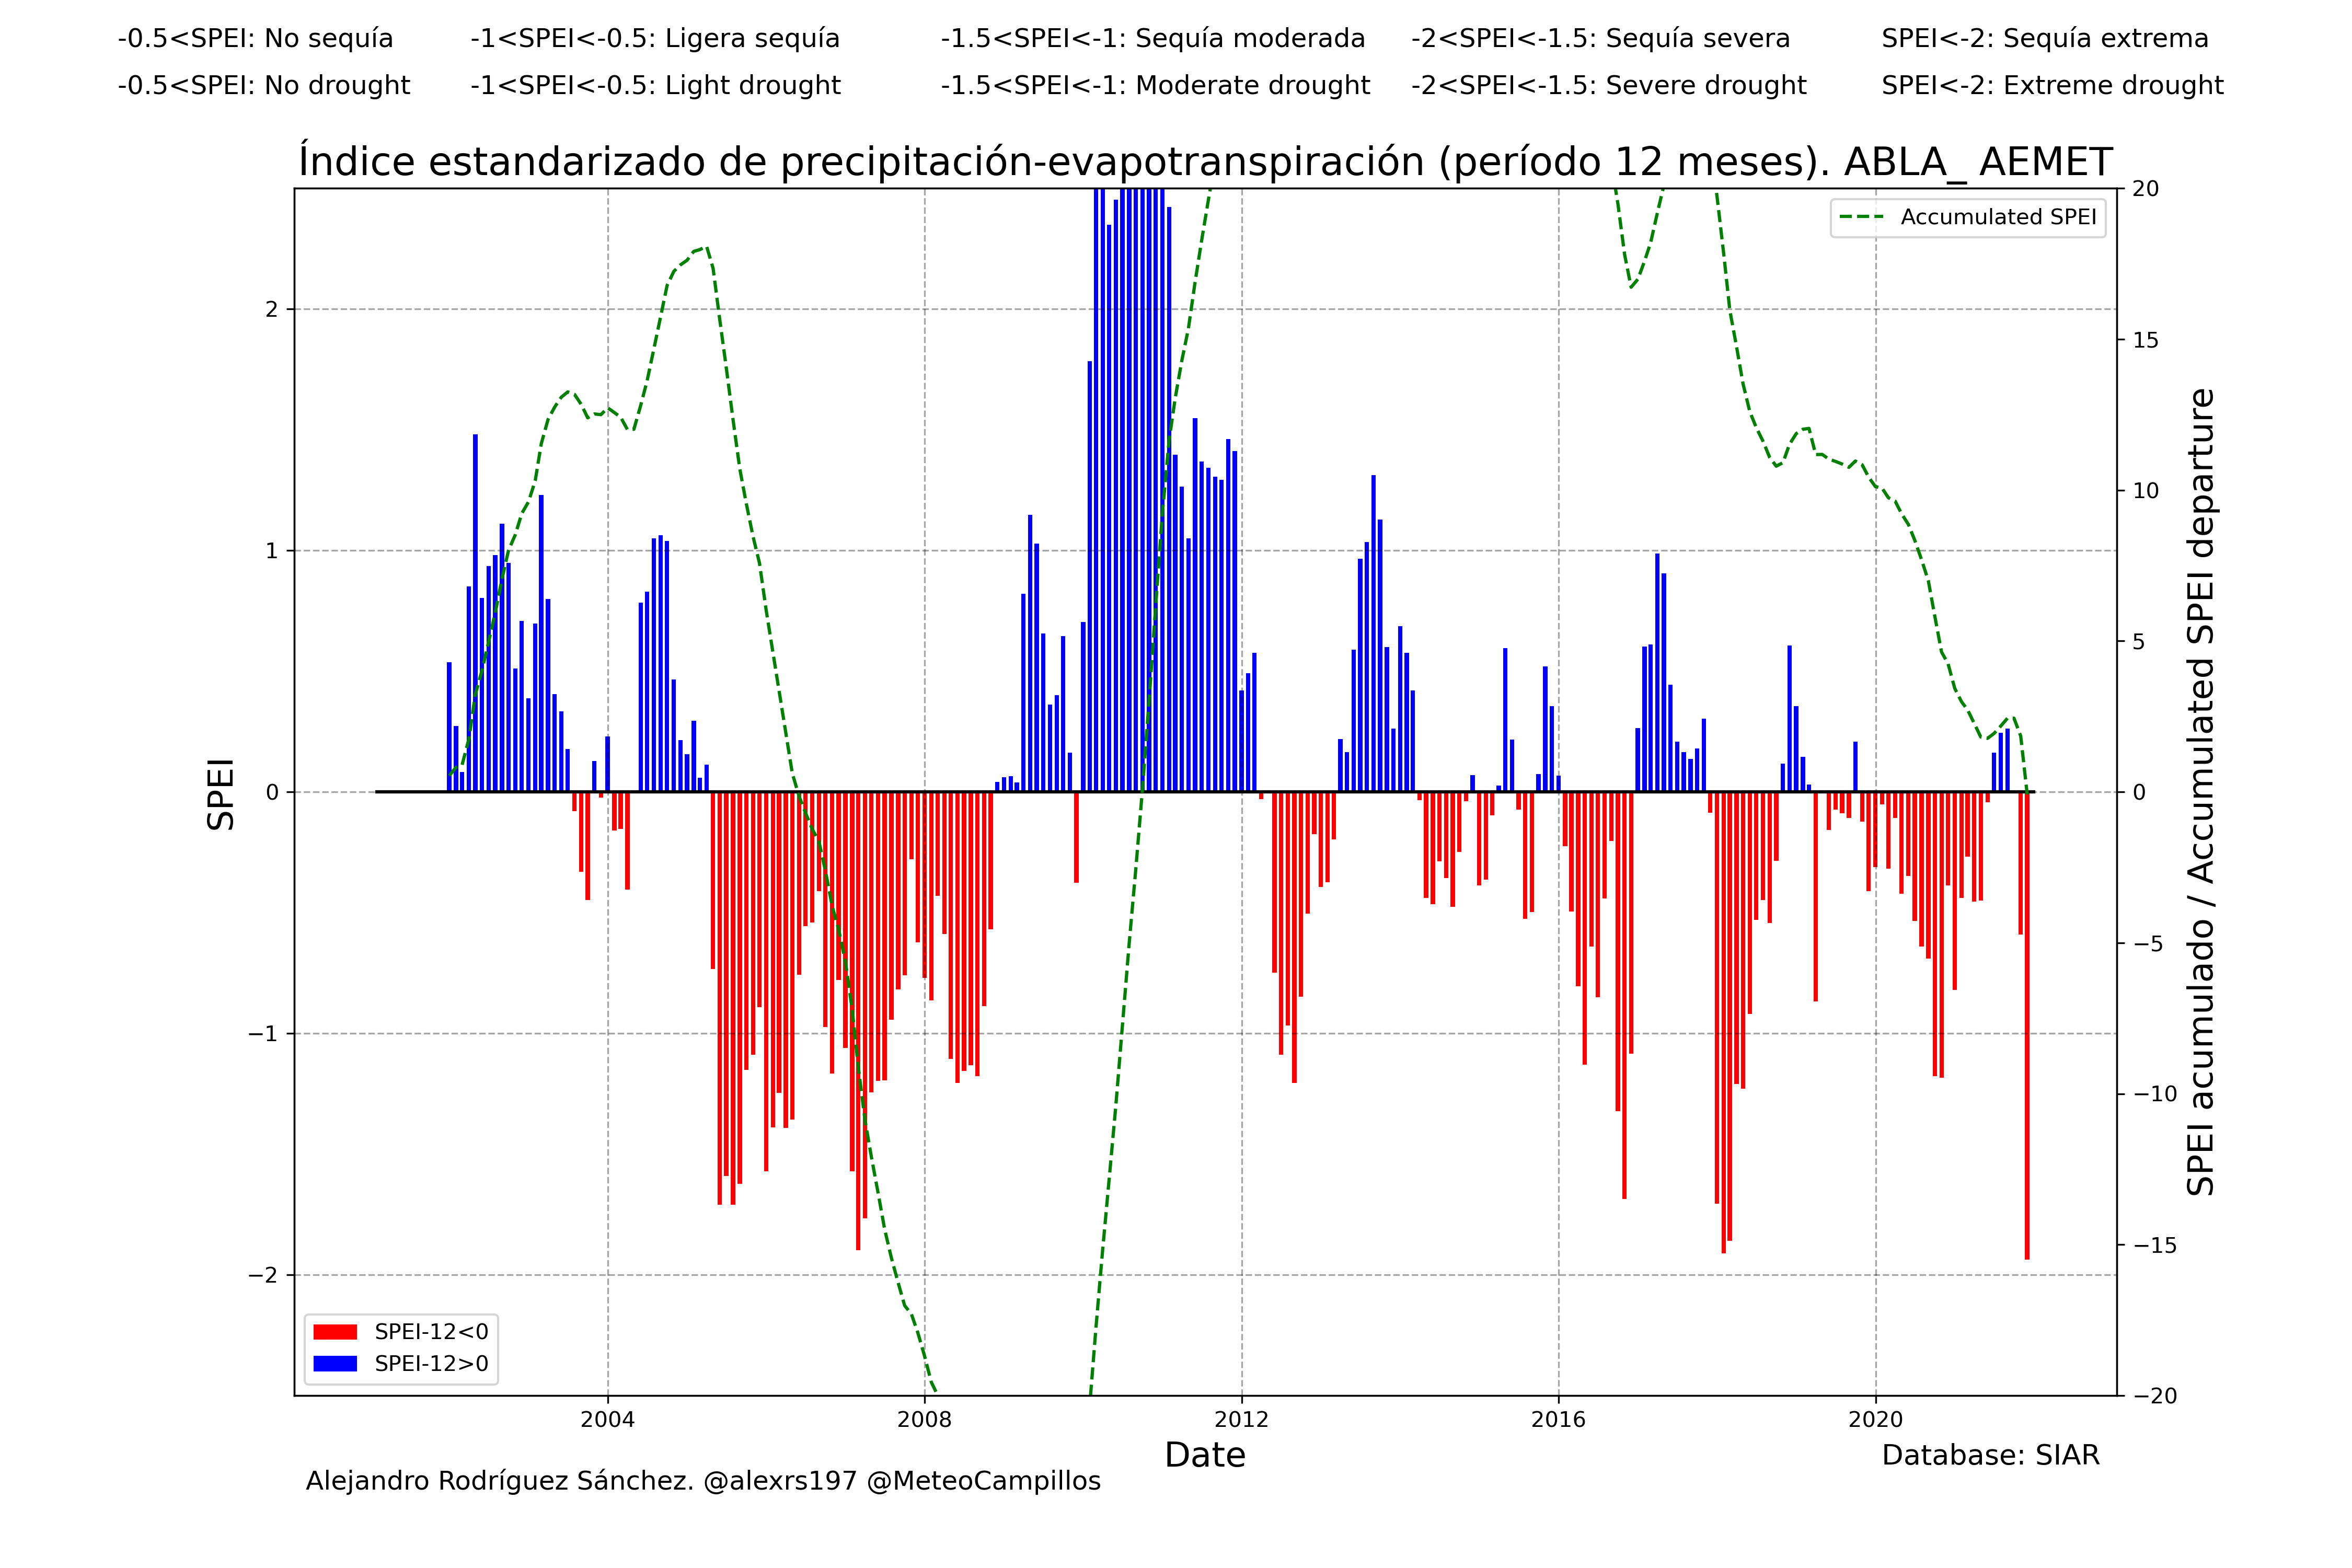 -0.5<SPEI: No sequía -1<SPEI<-0.5: Ligera sequía -1.5<SPEI<-1: Sequía moderada -2<SPEI<-1.5: Sequía severa SPEI<-2: Sequía extrema
-0.5<SPEI: No drought -1<SPEI<-0.5: Light drought -1.5<SPEI<-1: Moderate drought -2<SPEI<-1.5: Severe drought SPEI<-2: Extreme drought
Índice estandarizado de precipitación-evapotranspiración (período 12 meses). ABLA_ AEMET
Accumulated SPEI
SPEI
2
1
0
−1
−2
20
15
10
5
0
−5
−10
−15
−20
SPEI acumulado / Accumulated SPEI departure
SPEI-12<0
SPEI-12>0
2004 2008 2012 2016 2020
Date
Database: SIAR
Alejandro Rodríguez Sánchez. @alexrs197 @MeteoCampillos